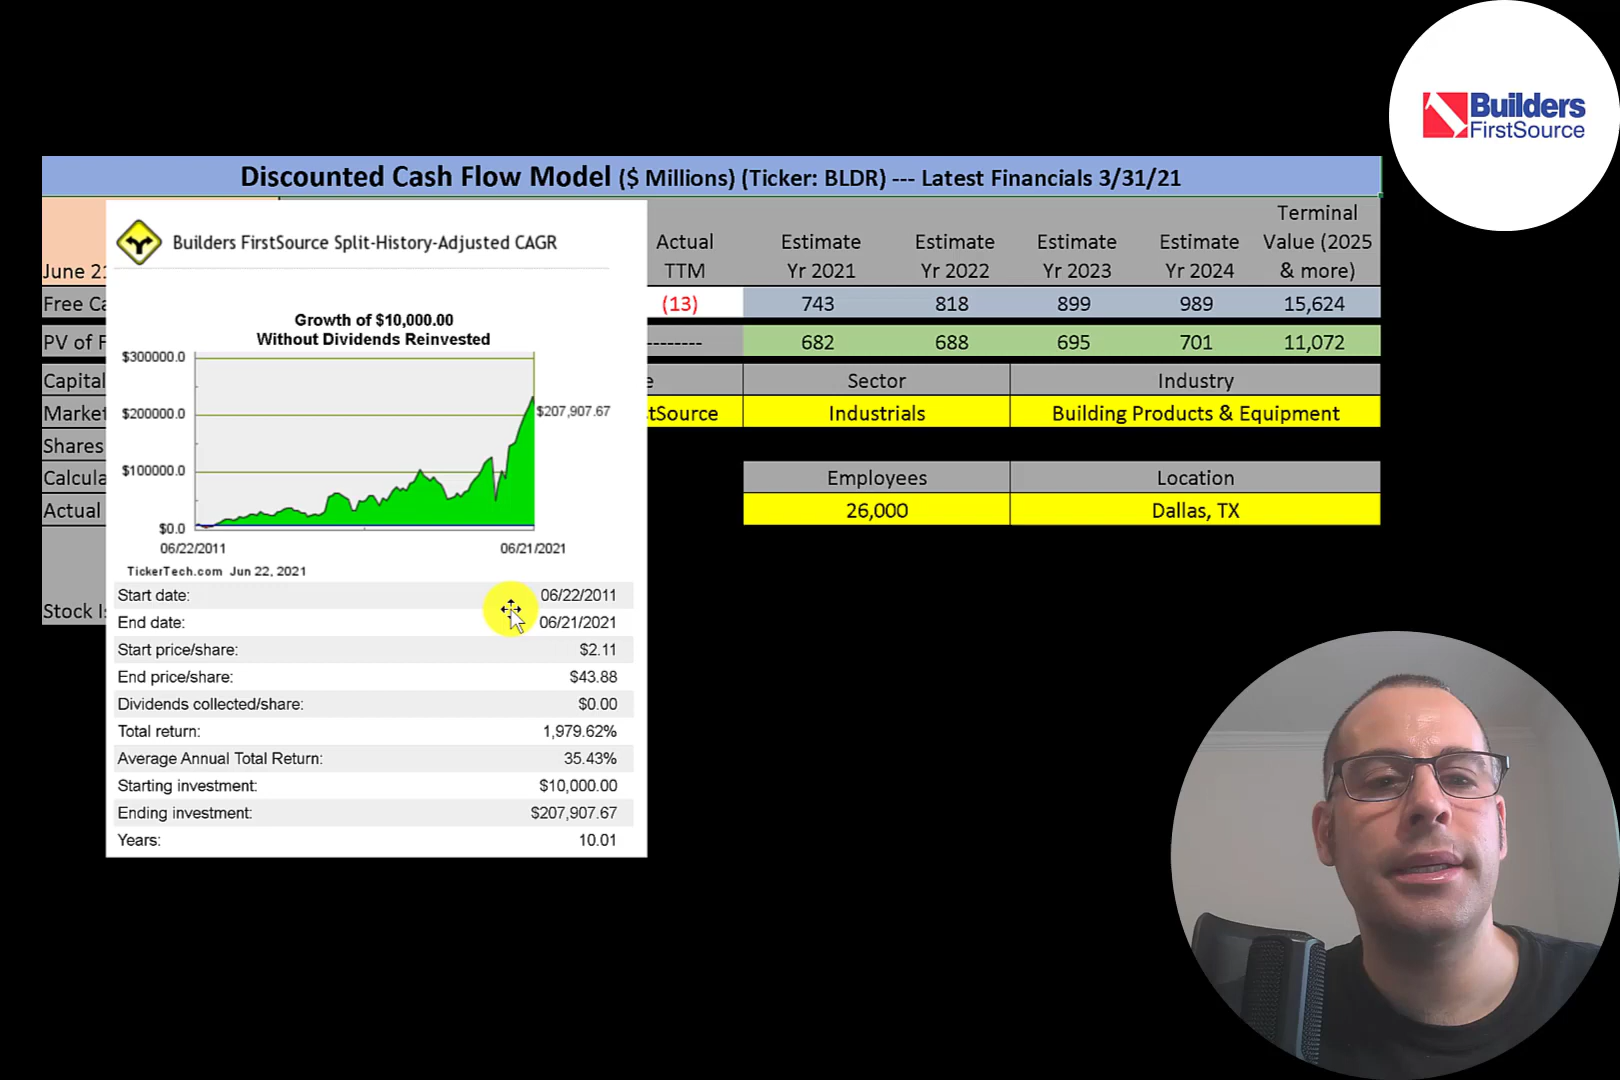 Builders
FirstSource
Discounted Cash Flow Model ($ Millions) (Ticker: BLDR) --- Latest Financials 3/31/21
June 21
Actual
TTM
Estimate
Yr 2021
Estimate
Yr 2022
Estimate
Yr 2023
Estimate
Yr 2024
Terminal
Value (2025
& more)
Free Ca
(13) 743 818 899 989 15,624
PV of F
-------- 682 688 695 701 11,072
Capital
e Sector Industry
Market
tSource Industrials Building Products & Equipment
Shares
Calcula
Employees Location
Actual
26,000 Dallas, TX
Stock Is
Builders FirstSource Split-History-Adjusted CAGR
Growth of $10,000.00
Without Dividends Reinvested
$300000.0
$200000.0
$207,907.67
$100000.0
$0.0
06/22/2011 06/21/2021
TickerTech.com Jun 22, 2021
Start date: 06/22/2011
End date: 06/21/2021
Start price/share: $2.11
End price/share: $43.88
Dividends collected/share: $0.00
Total return: 1,979.62%
Average Annual Total Return: 35.43%
Starting investment: $10,000.00
Ending investment: $207,907.67
Years: 10.01